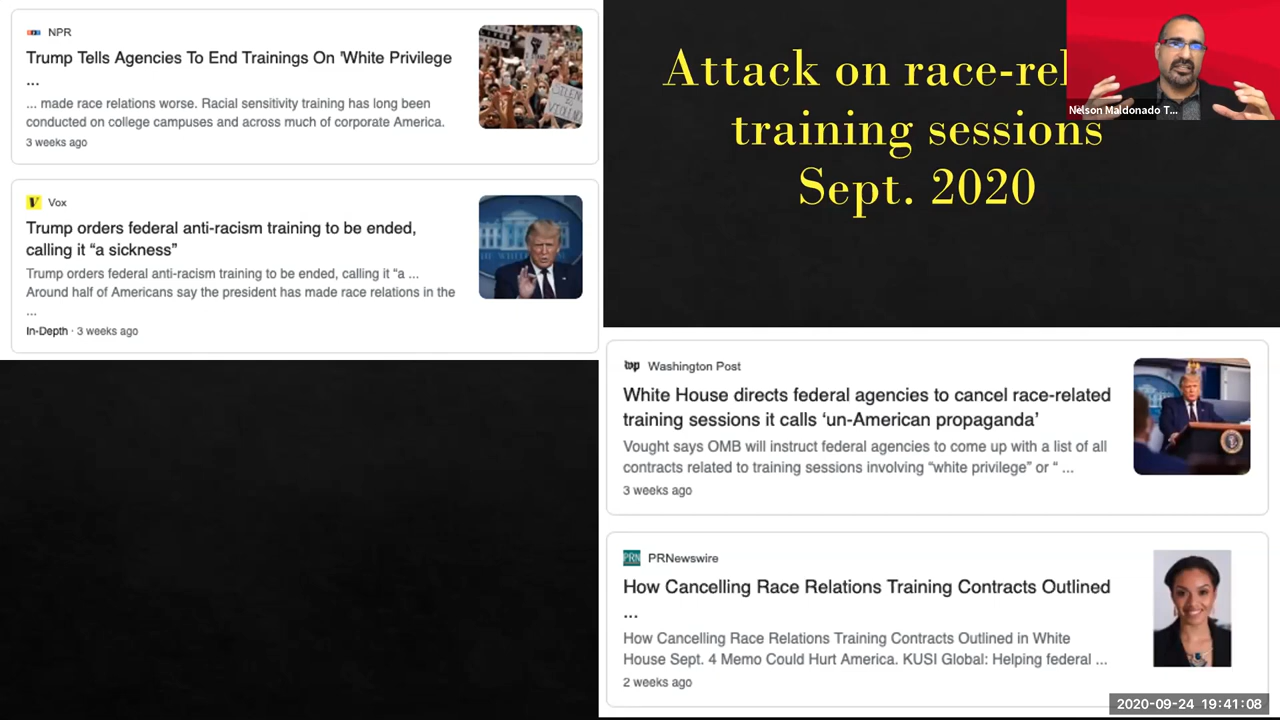 NPR
Trump Tells Agencies To End Trainings On 'White Privilege
...
... made race relations worse. Racial sensitivity training has long been
conducted on college campuses and across much of corporate America.
3 weeks ago
Vox
Trump orders federal anti-racism training to be ended,
calling it “a sickness”
Trump orders federal anti-racism training to be ended, calling it “a ...
Around half of Americans say the president has made race relations in the
...
In-Depth · 3 weeks ago
Attack on race-rel
training sessions
Sept. 2020
Nelson Maldonado T...
wp Washington Post
White House directs federal agencies to cancel race-related
training sessions it calls ‘un-American propaganda’
Vought says OMB will instruct federal agencies to come up with a list of all
contracts related to training sessions involving “white privilege” or “ ...
3 weeks ago
PRN PRNewswire
How Cancelling Race Relations Training Contracts Outlined
...
How Cancelling Race Relations Training Contracts Outlined in White
House Sept. 4 Memo Could Hurt America. KUSI Global: Helping federal ...
2 weeks ago
2020-09-24 19:41:08